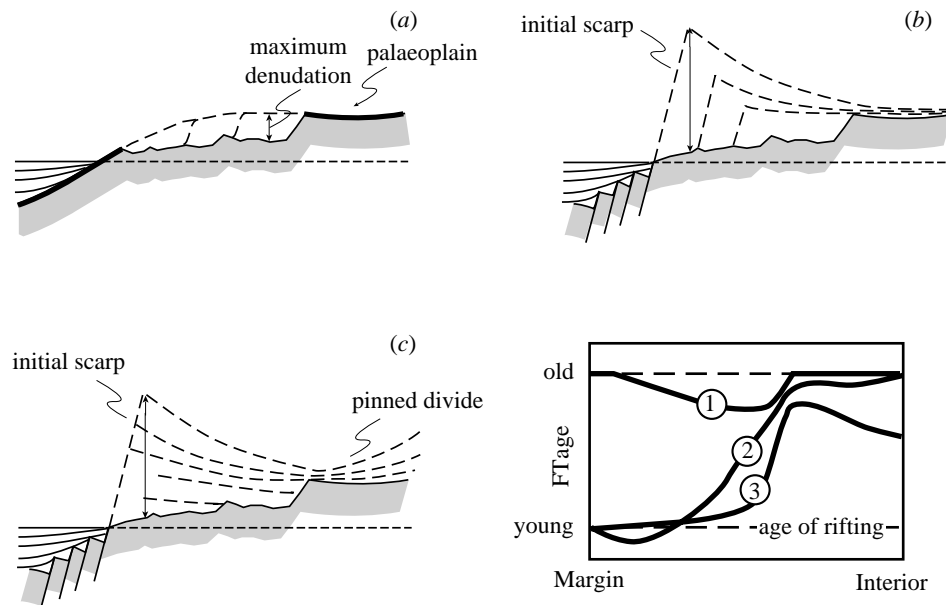 (a)
maximum
denudation
palaeoplain
(b)
initial scarp
(c)
initial scarp
pinned divide
old
FTage
young
1
2
3
age of rifting
Margin
Interior